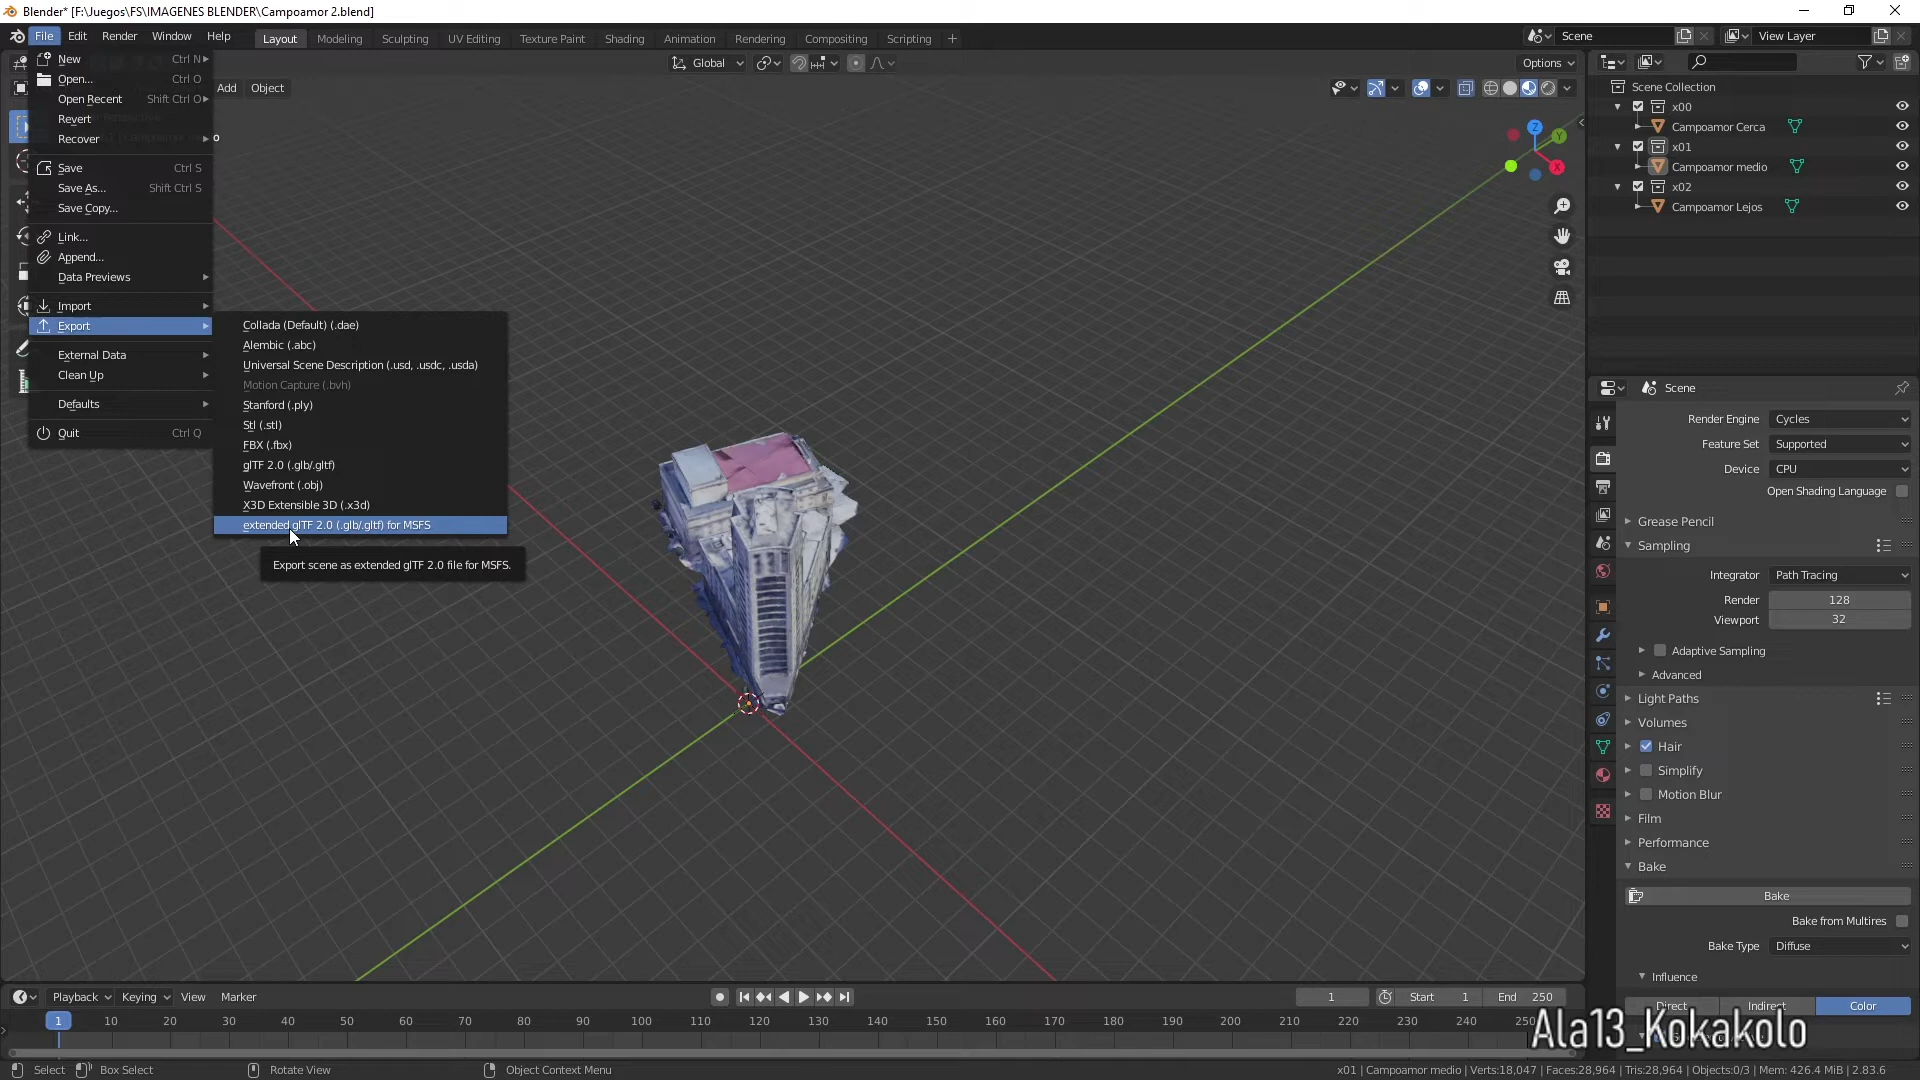 Blender* [F:\Juegos\FS\IMAGENES BLENDER\Campoamor 2.blend]
File Edit Render Window Help Layout Modeling Sculpting UV Editing Texture Paint Shading Animation Rendering Compositing Scripting Scene View Layer
New Ctrl N
Open... Ctrl O
Open Recent Shift Ctrl O
Revert
Recover
Save Ctrl S
Save As... Shift Ctrl S
Save Copy...
Link...
Append...
Data Previews
Import
Export
External Data
Clean Up
Defaults
Quit Ctrl Q
Add Object
Global
Options
Z
Y
X
Collada (Default) (.dae)
Alembic (.abc)
Universal Scene Description (.usd, .usdc, .usda)
Motion Capture (.bvh)
Stanford (.ply)
Stl (.stl)
FBX (.fbx)
glTF 2.0 (.glb/.gltf)
Wavefront (.obj)
X3D Extensible 3D (.x3d)
extended glTF 2.0 (.glb/.gltf) for MSFS
Export scene as extended glTF 2.0 file for MSFS.
Scene Collection
x00
Campoamor Cerca
x01
Campoamor medio
x02
Campoamor Lejos
Scene
Render Engine Cycles
Feature Set Supported
Device CPU
Open Shading Language
Grease Pencil
Sampling
Integrator Path Tracing
Render 128
Viewport 32
Adaptive Sampling
Advanced
Light Paths
Volumes
Hair
Simplify
Motion Blur
Film
Performance
Bake
Bake
Bake from Multires
Bake Type Diffuse
Influence
Direct Indirect Color
Playback Keying View Marker 1 Start 1 End 250
1 10 20 30 40 50 60 70 80 90 100 110 120 130 140 150 160 170 180 190 200 210 220 230 240
Ala13_Kokakolo
Select Box Select Rotate View Object Context Menu x01 | Campoamor medio | Verts:18,047 | Faces:28,964 | Tris:28,964 | Objects:0/3 | Mem: 426.4 MiB | 2.83.6